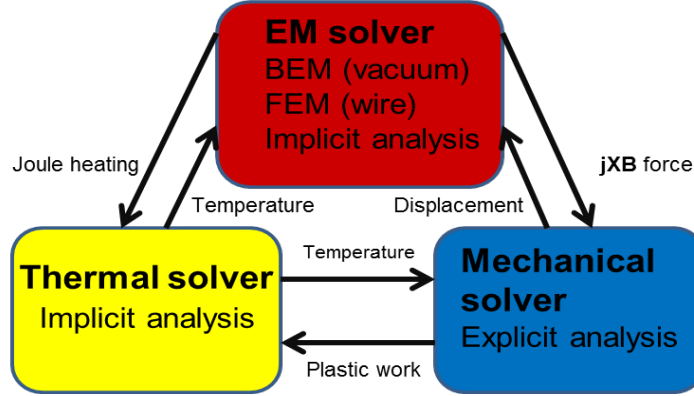 EM solver
BEM (vacuum)
FEM (wire)
Implicit analysis
Joule heating
jXB force
Temperature
Displacement
Thermal solver
Implicit analysis
Temperature
Mechanical
solver
Explicit analysis
Plastic work